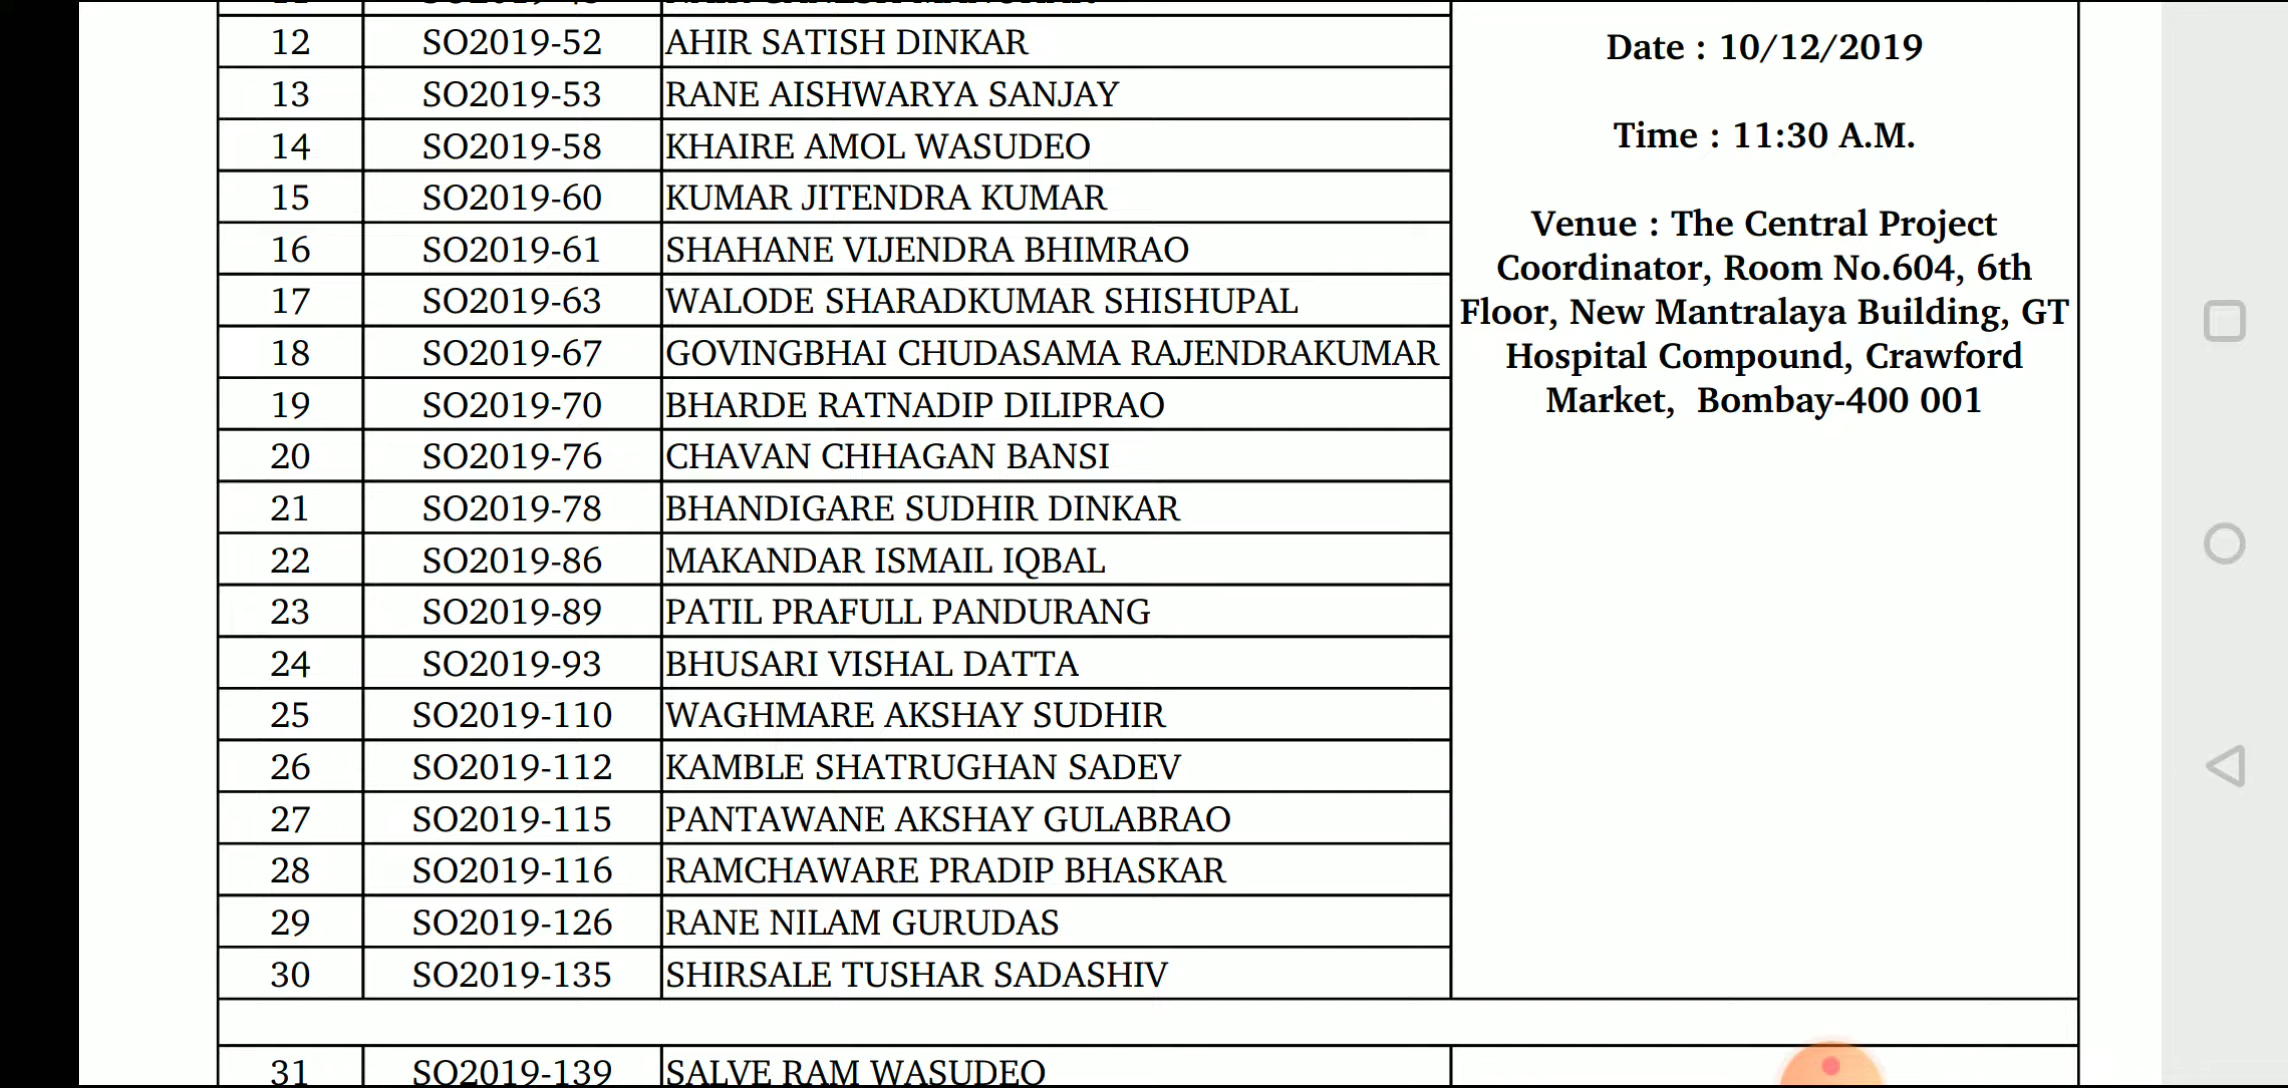 12 SO2019-52 AHIR SATISH DINKAR
13 SO2019-53 RANE AISHWARYA SANJAY
14 SO2019-58 KHAIRE AMOL WASUDEO
15 SO2019-60 KUMAR JITENDRA KUMAR
16 SO2019-61 SHAHANE VIJENDRA BHIMRAO
17 SO2019-63 WALODE SHARADKUMAR SHISHUPAL
18 SO2019-67 GOVINGBHAI CHUDASAMA RAJENDRAKUMAR
19 SO2019-70 BHARDE RATNADIP DILIPRAO
20 SO2019-76 CHAVAN CHHAGAN BANSI
21 SO2019-78 BHANDIGARE SUDHIR DINKAR
22 SO2019-86 MAKANDAR ISMAIL IQBAL
23 SO2019-89 PATIL PRAFULL PANDURANG
24 SO2019-93 BHUSARI VISHAL DATTA
25 SO2019-110 WAGHMARE AKSHAY SUDHIR
26 SO2019-112 KAMBLE SHATRUGHAN SADEV
27 SO2019-115 PANTAWANE AKSHAY GULABRAO
28 SO2019-116 RAMCHAWARE PRADIP BHASKAR
29 SO2019-126 RANE NILAM GURUDAS
30 SO2019-135 SHIRSALE TUSHAR SADASHIV
Date : 10/12/2019
Time : 11:30 A.M.
Venue : The Central Project
Coordinator, Room No.604, 6th
Floor, New Mantralaya Building, GT
Hospital Compound, Crawford
Market, Bombay-400 001
31 SO2019-139 SALVE RAM WASUDEO